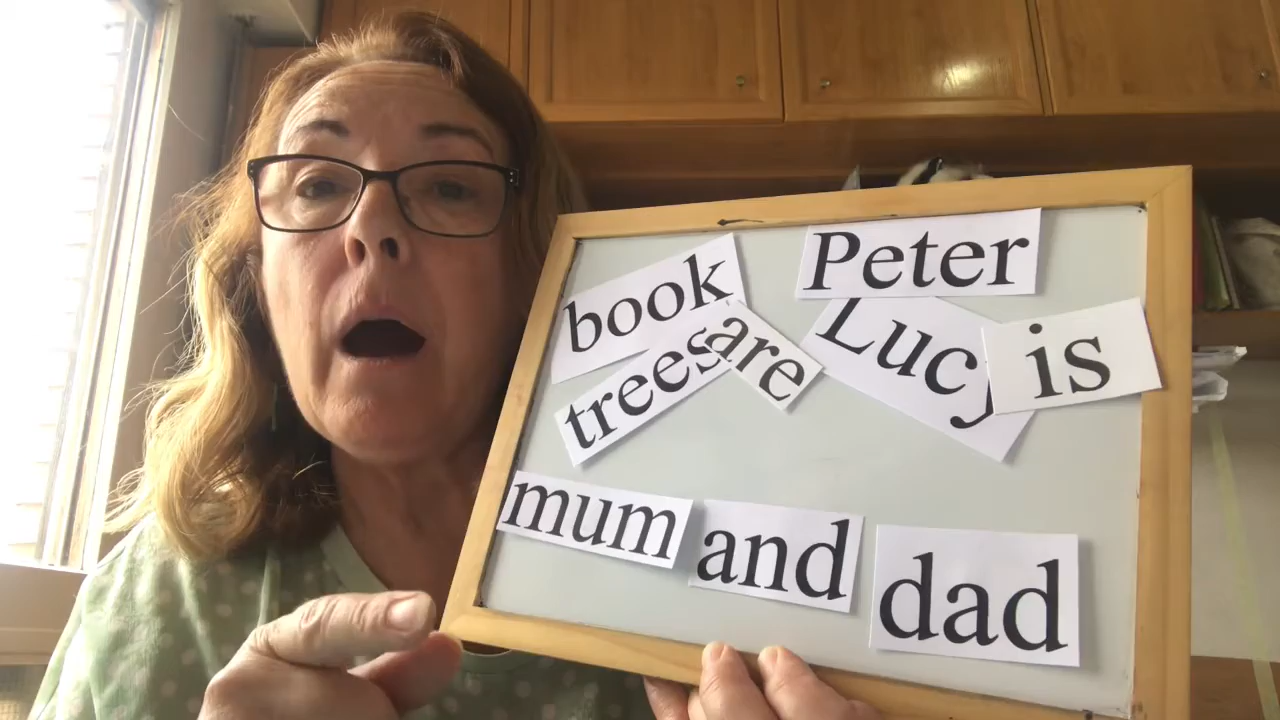 book
Peter
trees
are
Lucy
is
mum and dad